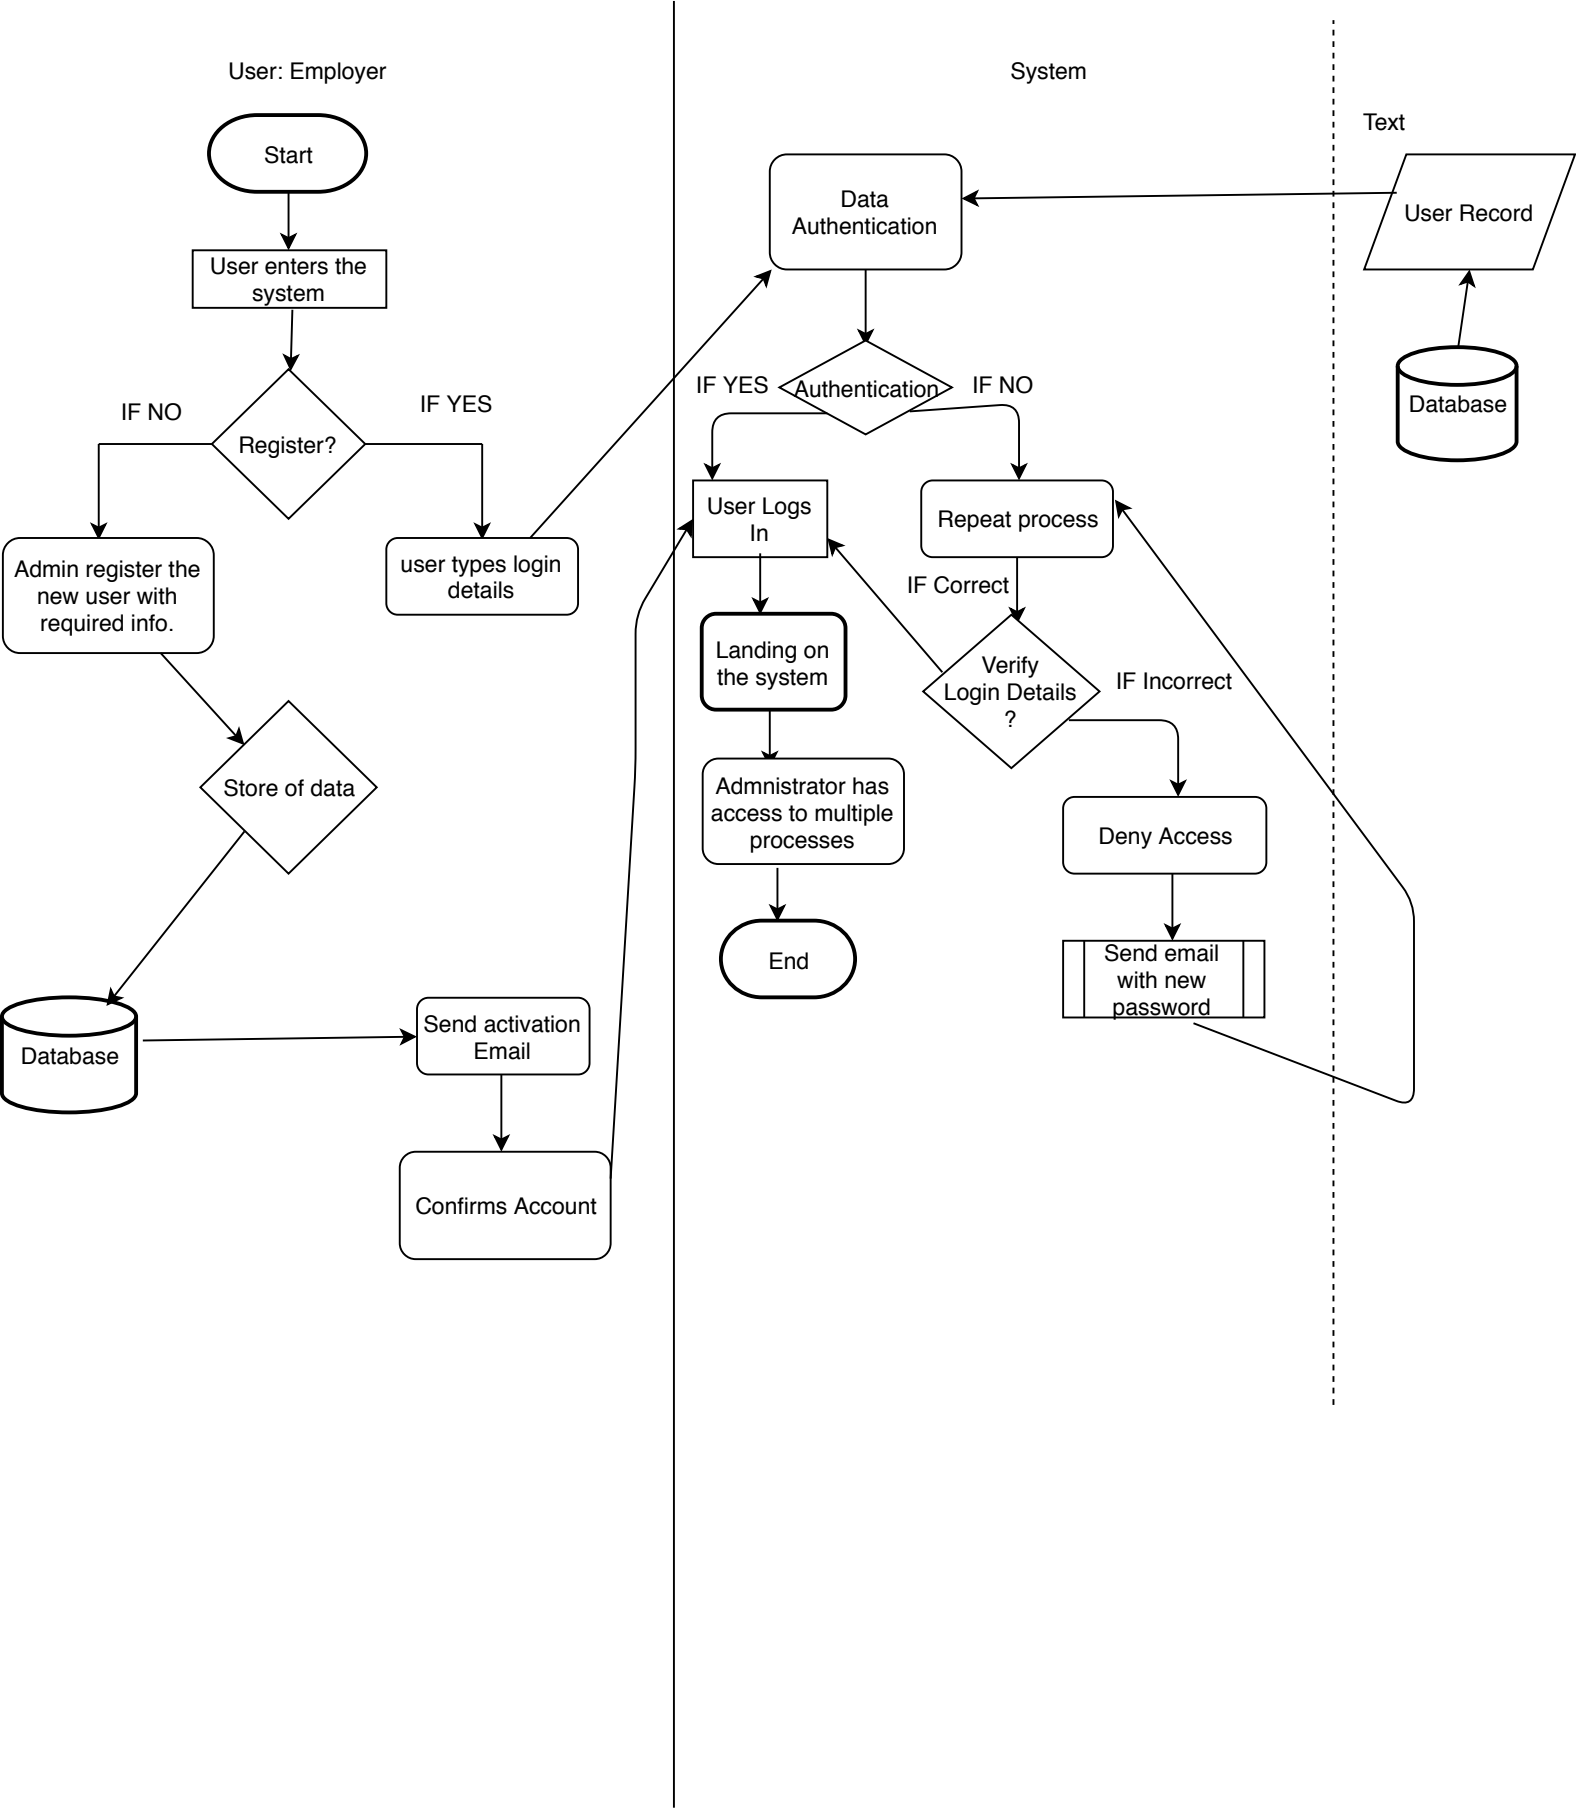 User: Employer
System
Text
Start
Data
Authentication
User Record
User enters the
system
Database
Register?
IF NO
IF YES
IF YES
Authentication
IF NO
Admin register the
new user with
required info.
user types login
details
User Logs
In
Repeat process
IF Correct
Landing on
the system
Verify
Login Details
?
IF Incorrect
Store of data
Admnistrator has
access to multiple
processes
Deny Access
End
Send email
with new
password
Database
Send activation
Email
Confirms Account